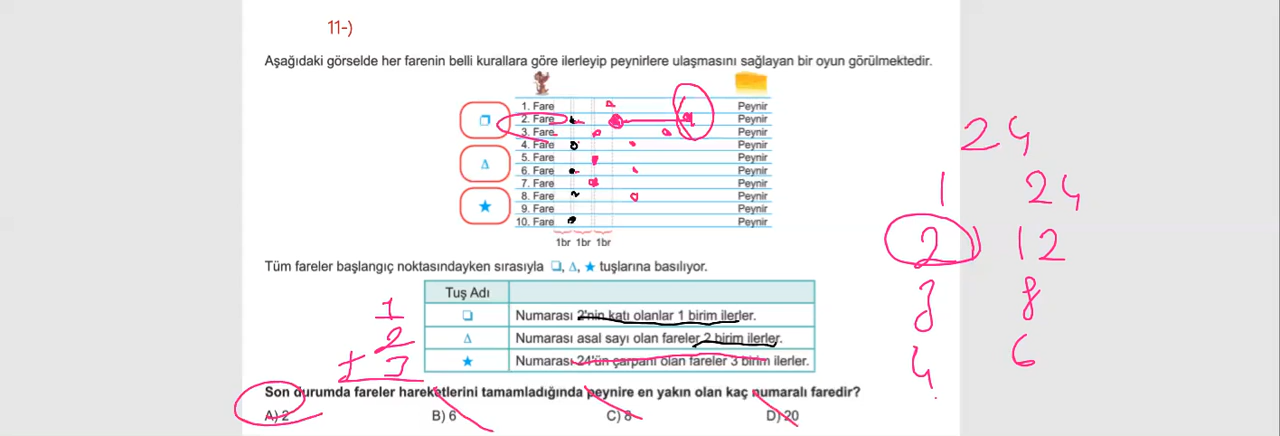 11-)
Aşağıdaki görselde her farenin belli kurallara göre ilerleyip peynirlere ulaşmasını sağlayan bir oyun görülmektedir.
1. Fare Peynir
2. Fare Peynir
3. Fare Peynir
4. Fare Peynir
5. Fare Peynir
6. Fare Peynir
7. Fare Peynir
8. Fare Peynir
9. Fare Peynir
10. Fare Peynir
1br 1br 1br
Tüm fareler başlangıç noktasındayken sırasıyla ❏, Δ, ★ tuşlarına basılıyor.
Tuş Adı
❏ Numarası 2'nin katı olanlar 1 birim ilerler.
Δ Numarası asal sayı olan fareler 2 birim ilerler.
★ Numarası 24'ün çarpanı olan fareler 3 birim ilerler.
Son durumda fareler hareketlerini tamamladığında peynire en yakın olan kaç numaralı faredir?
A) 2 B) 6 C) 8 D) 20
1
2
+ 3
24
1 24
2 12
3 8
4 6